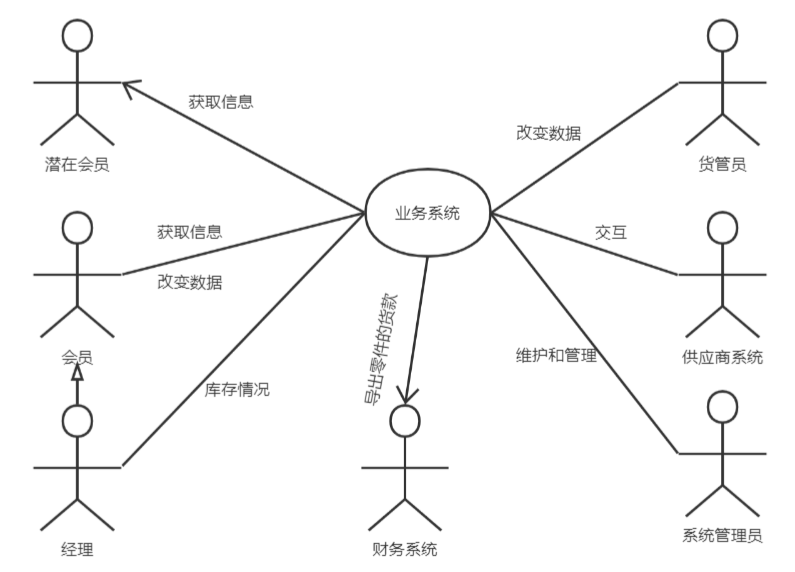 获取信息
改变数据
潜在会员
货管员
业务系统
获取信息
交互
改变数据
导出零件的货款
会员
维护和管理
供应商系统
库存情况
经理
财务系统
系统管理员